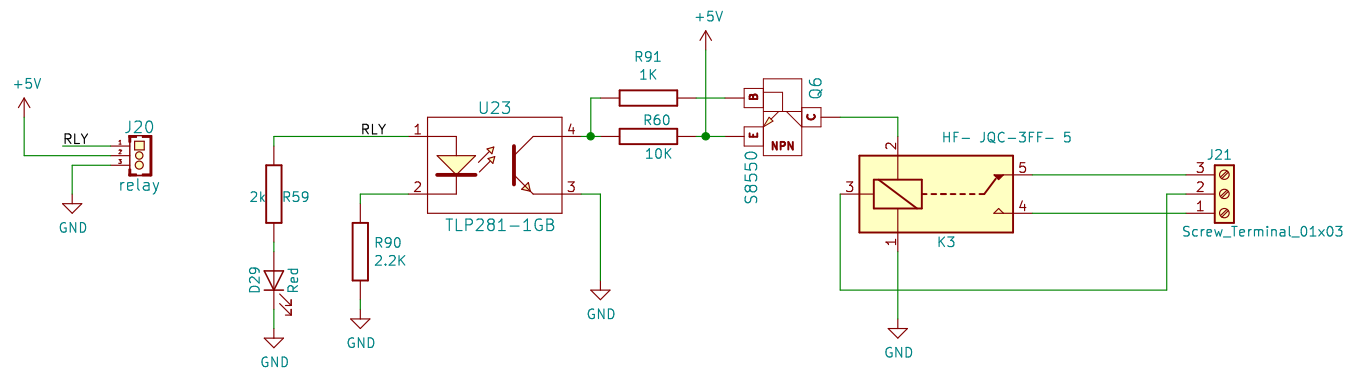 +5V
RLY
J20
1
2
3
relay
GND
RLY
2k
R59
D29
Red
GND
U23
1
2
4
3
TLP281-1GB
R90
2.2K
GND
GND
R91
1K
R60
10K
+5V
B
E
C
NPN
Q6
S8550
HF- JQC-3FF- 5
2
3
1
5
4
K3
GND
J21
3
2
1
Screw_Terminal_01x03